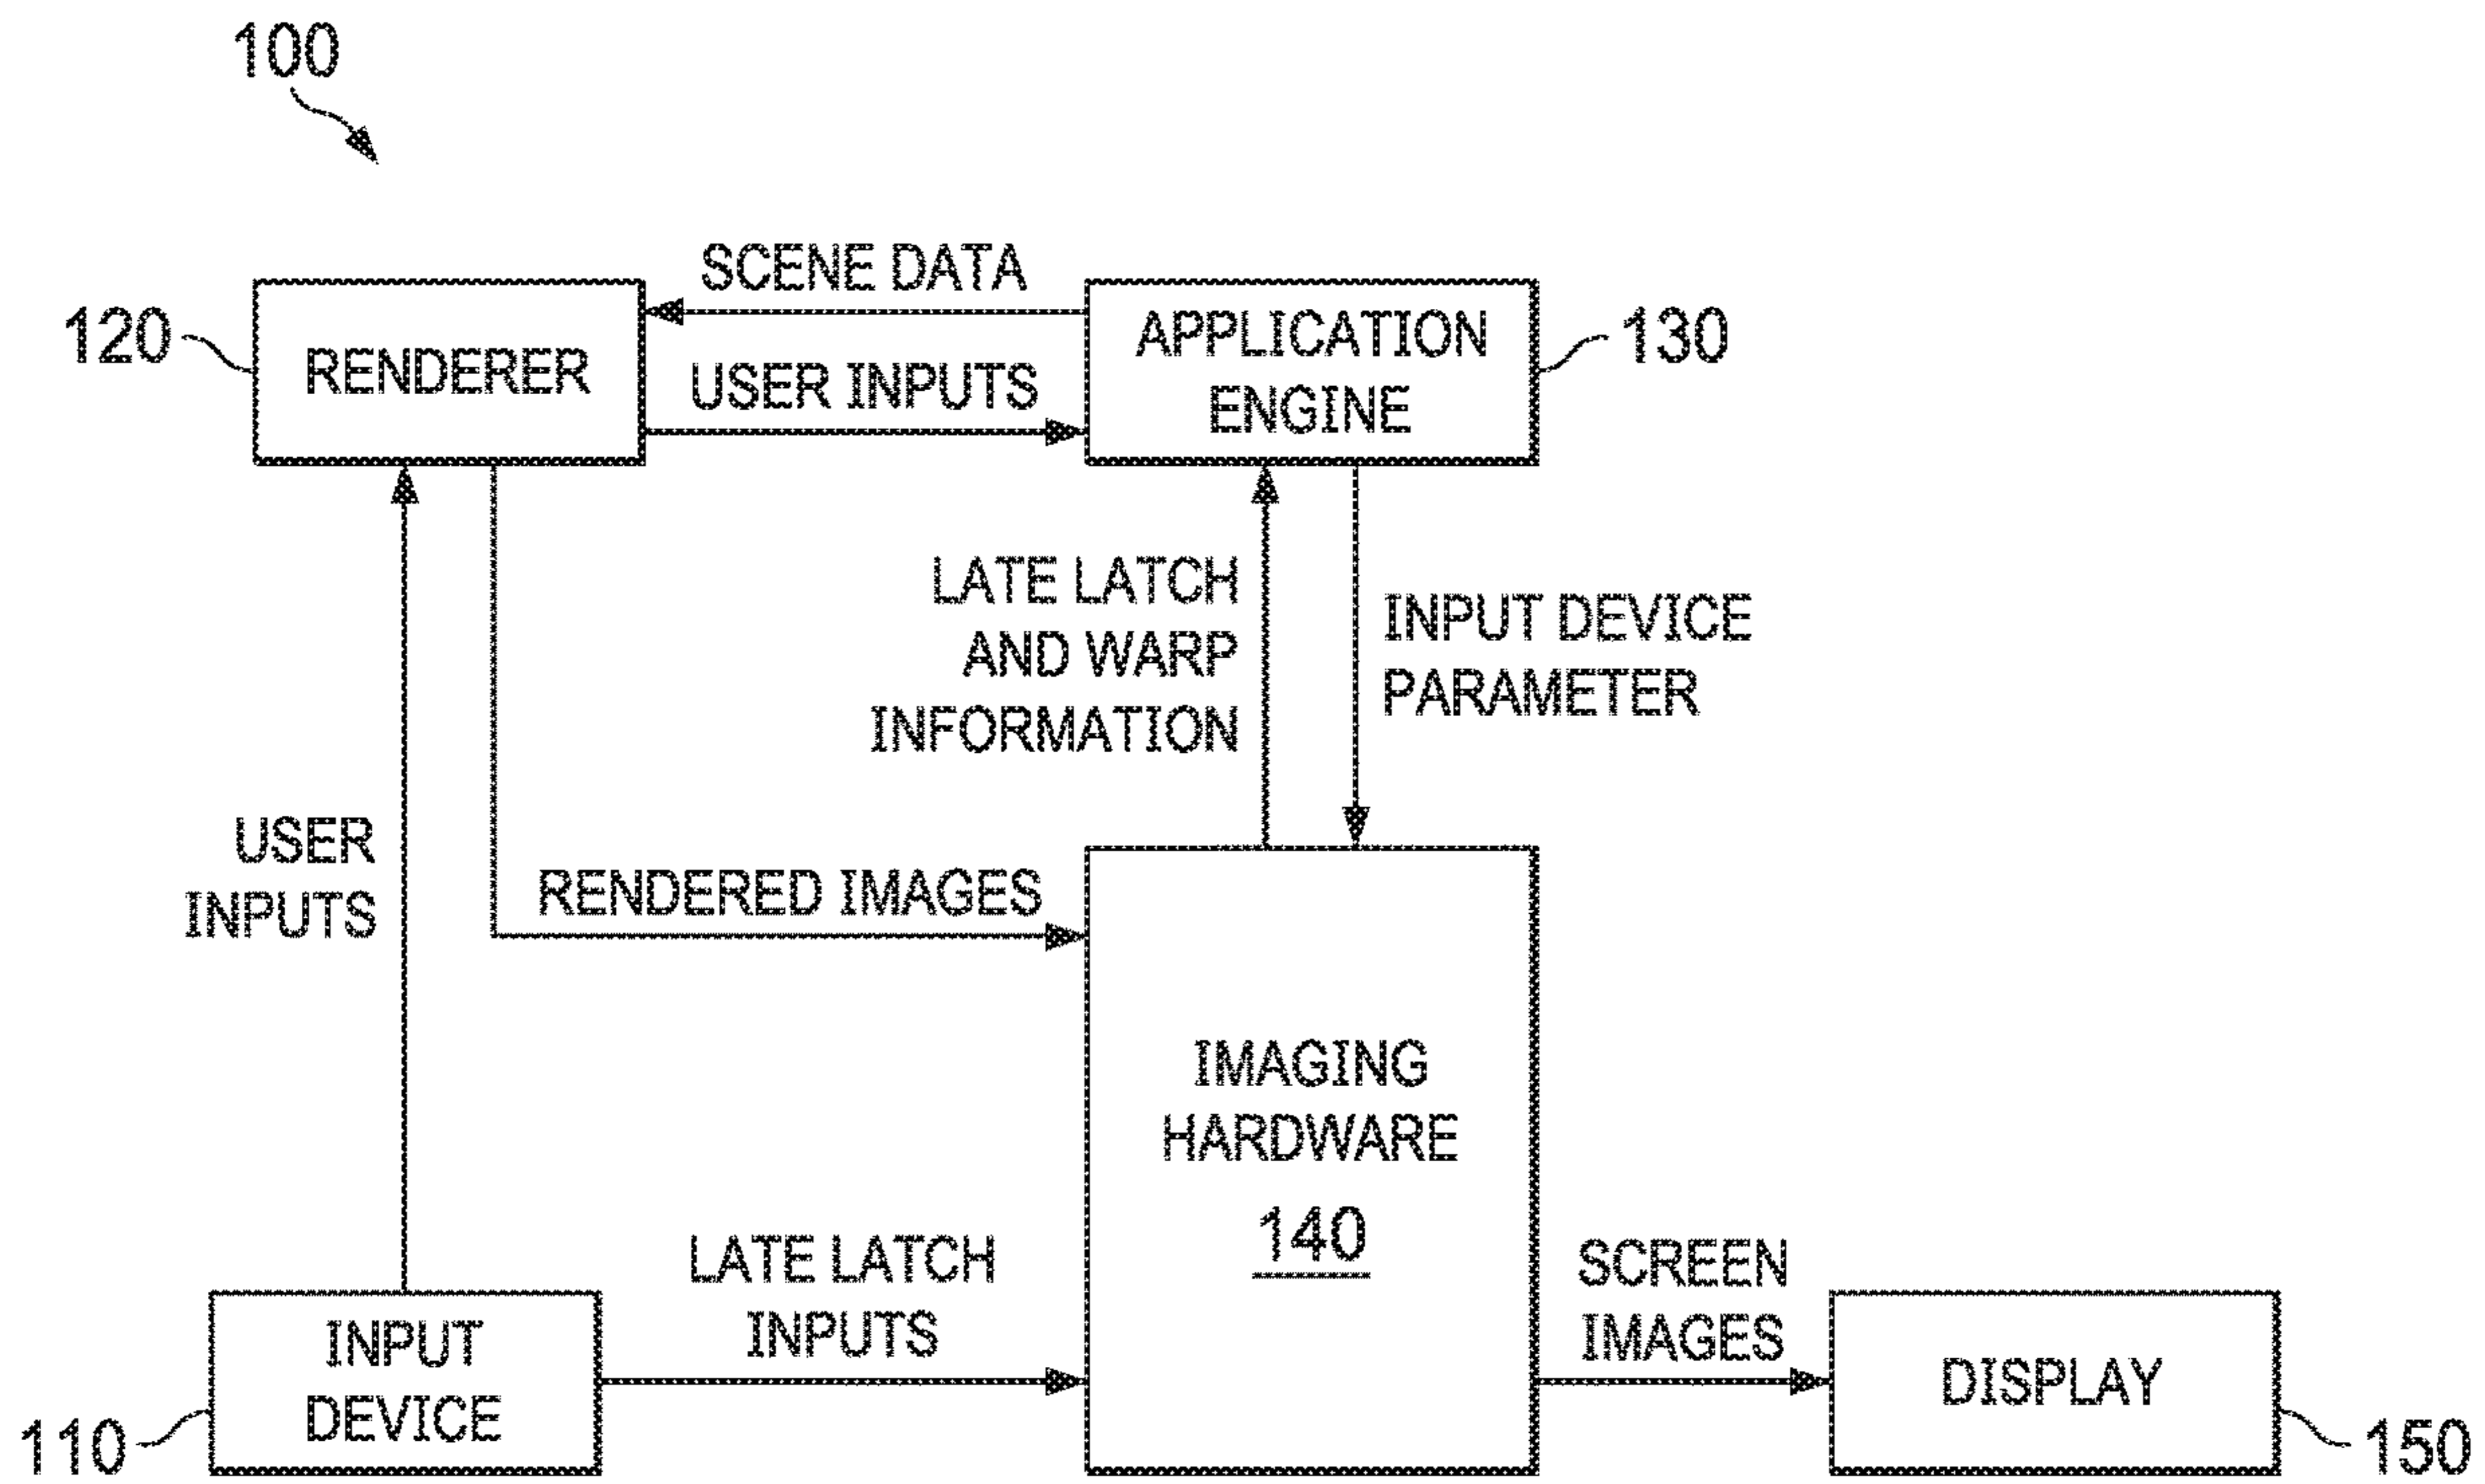 100
SCENE DATA
120
RENDERER
APPLICATION
ENGINE
130
USER INPUTS
LATE LATCH
AND WARP
INFORMATION
INPUT DEVICE
PARAMETER
USER
INPUTS
RENDERED IMAGES
IMAGING
HARDWARE
140
LATE LATCH
INPUTS
SCREEN
IMAGES
INPUT
DEVICE
110
DISPLAY
150